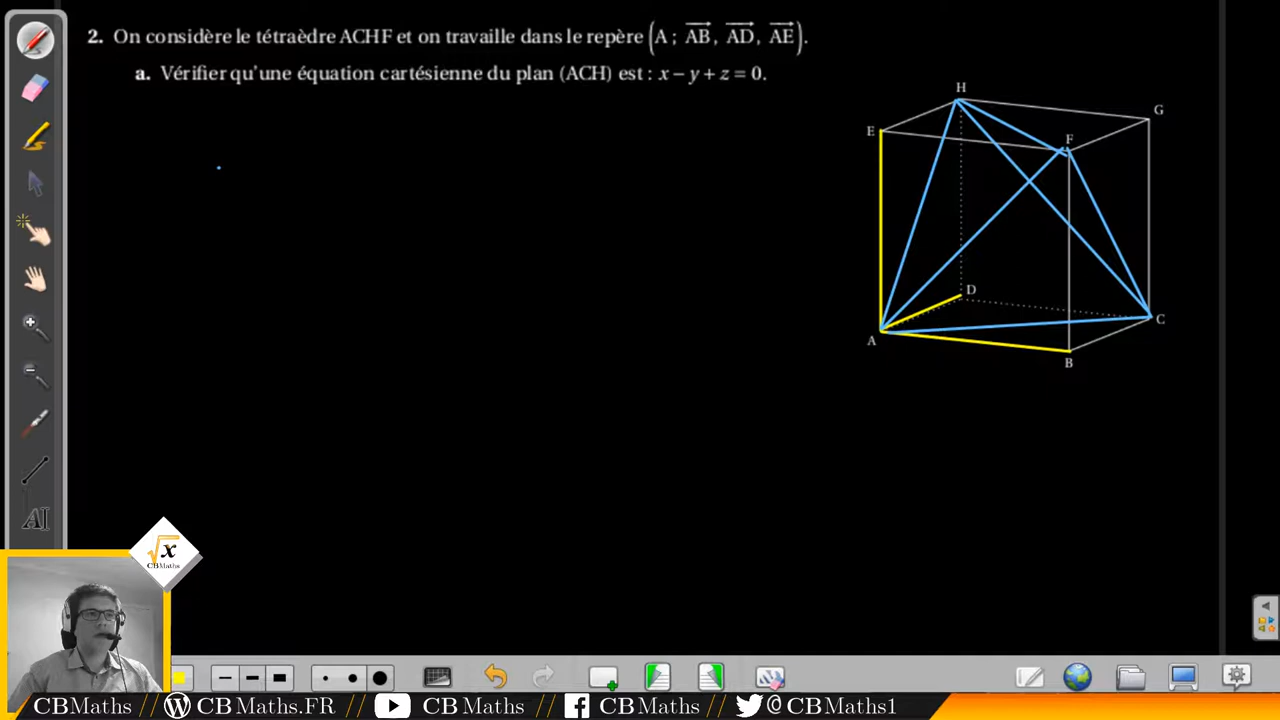 2. On considère le tétraèdre ACHF et on travaille dans le repère (A ; AB, AD, AE).
a. Vérifier qu'une équation cartésienne du plan (ACH) est : x − y + z = 0.
H
G
E
F
D
C
A
B
AI
√x
CBMaths
CBMaths CBMaths.FR CBMaths CBMaths @CBMaths1